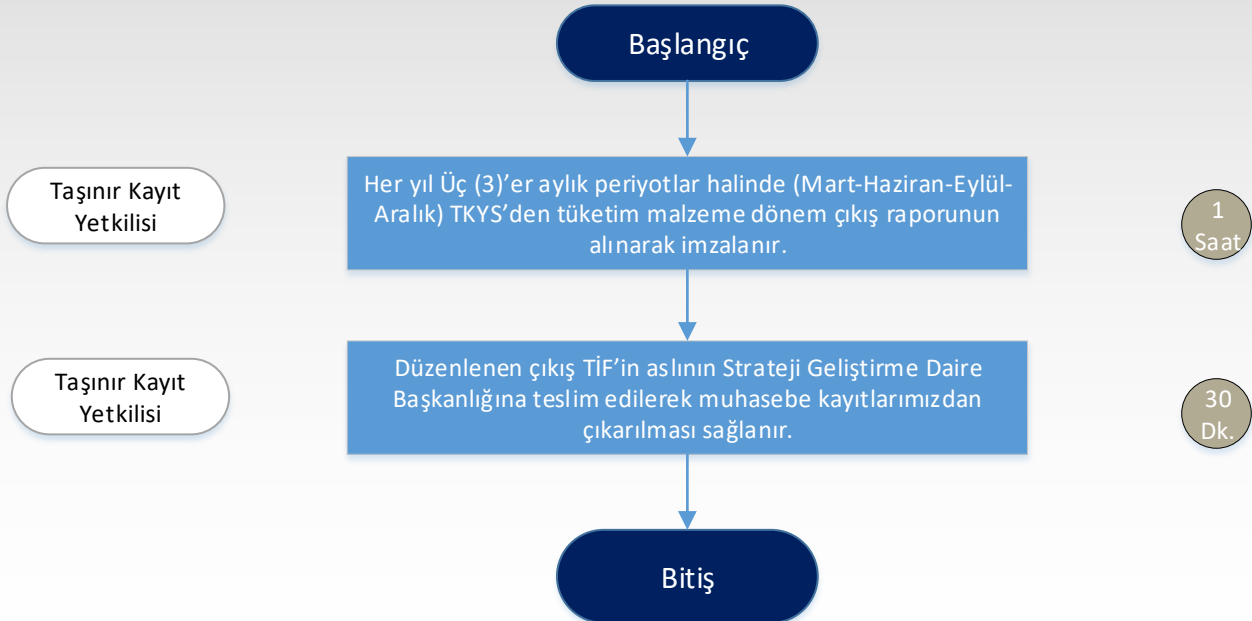 Başlangıç
Taşınır Kayıt
Yetkilisi
Her yıl Üç (3)’er aylık periyotlar halinde (Mart-Haziran-Eylül-
Aralık) TKYS’den tüketim malzeme dönem çıkış raporunun
alınarak imzalanır.
1
Saat
Taşınır Kayıt
Yetkilisi
Düzenlenen çıkış TİF’in aslının Strateji Geliştirme Daire
Başkanlığına teslim edilerek muhasebe kayıtlarımızdan
çıkarılması sağlanır.
30
Dk.
Bitiş